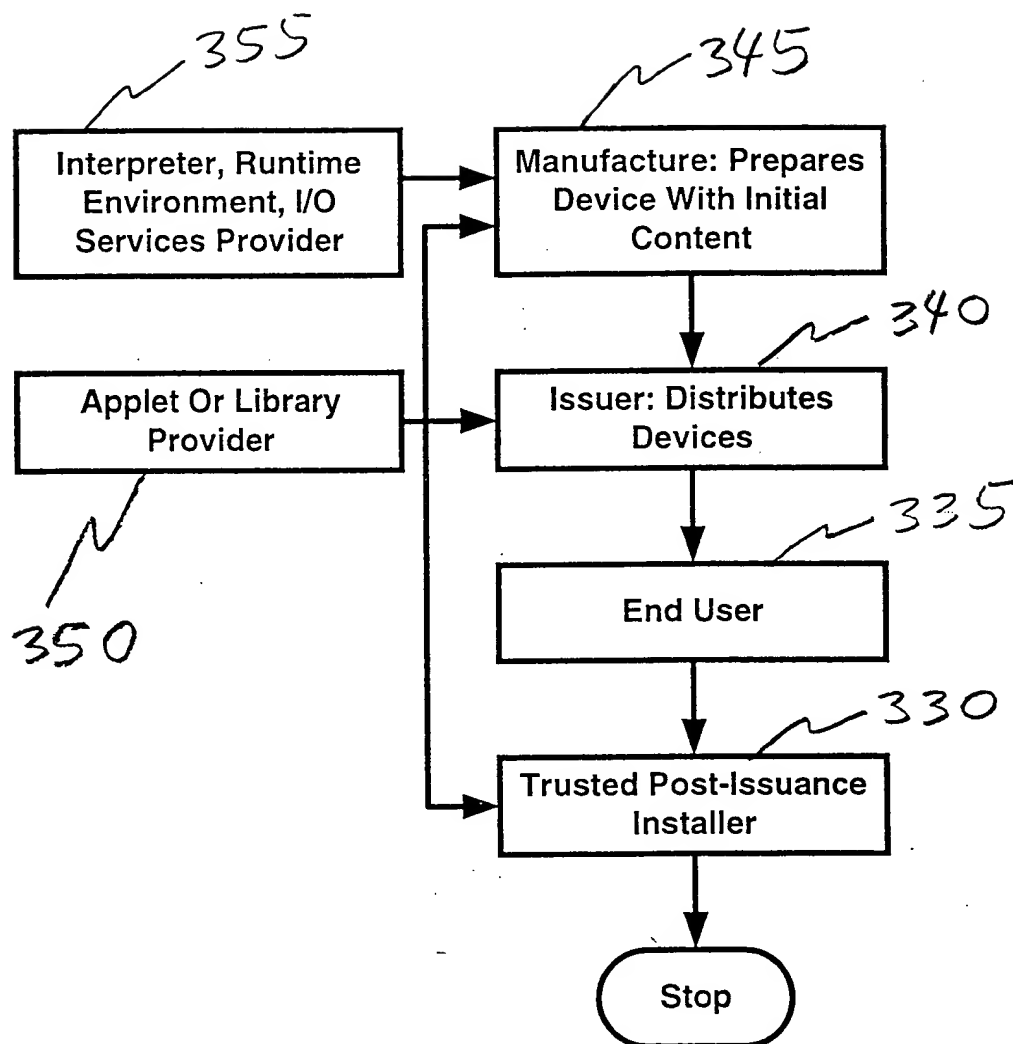 355
345
Interpreter, Runtime
Environment, I/O
Services Provider
Manufacture: Prepares
Device With Initial
Content
340
Applet Or Library
Provider
Issuer: Distributes
Devices
335
350
End User
330
Trusted Post-Issuance
Installer
Stop